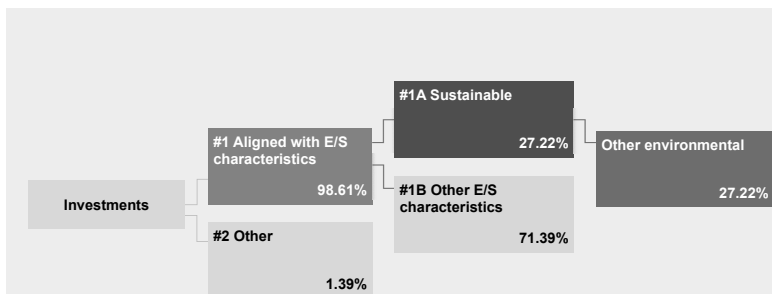 Investments
#1 Aligned with E/S
characteristics
98.61%
#2 Other
1.39%
#1A Sustainable
27.22%
#1B Other E/S
characteristics
71.39%
Other environmental
27.22%